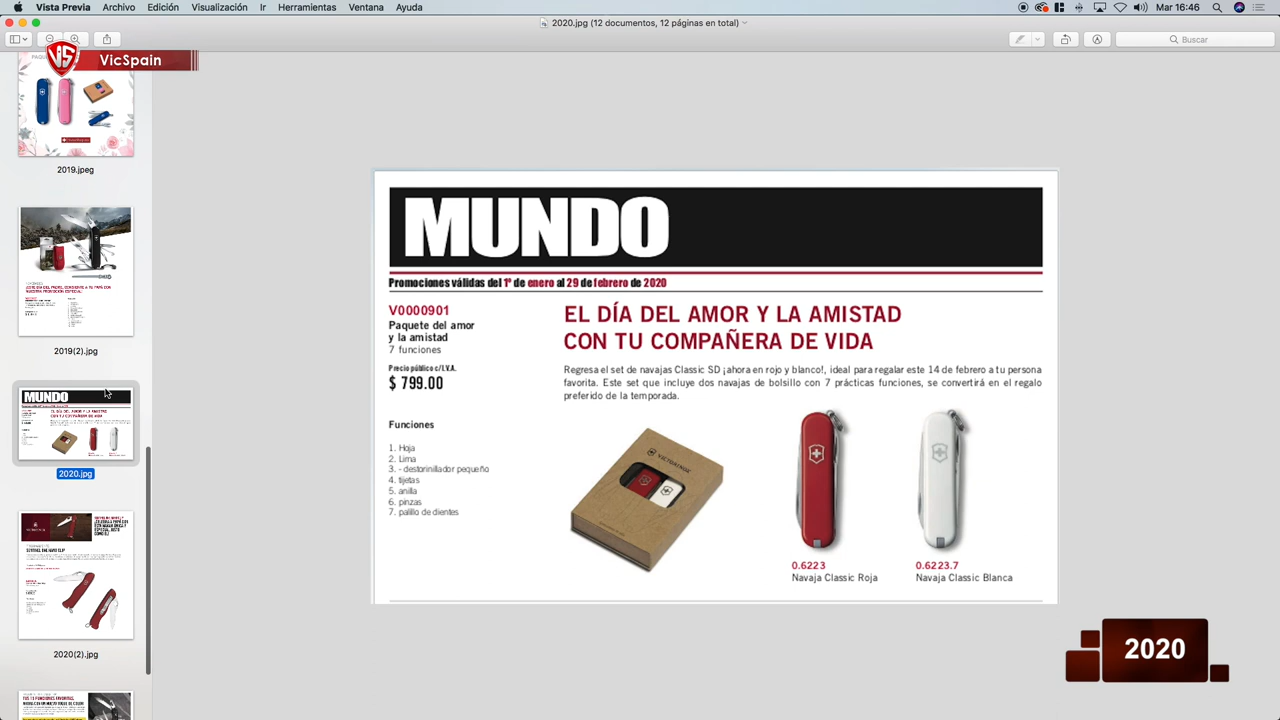 Vista Previa Archivo Edición Visualización Ir Herramientas Ventana Ayuda
Mar 16:46
2020.jpg (12 documentos, 12 páginas en total)
Buscar
VS
VicSpain
2019.jpeg
2019(2).jpg
2020.jpg
2020(2).jpg
MUNDO
Promociones válidas del 1º de enero al 29 de febrero de 2020
V0000901
Paquete del amor
y la amistad
7 funciones
Precio público c/I.V.A.
$ 799.00
Funciones
1. Hoja
2. Lima
3. - destorinillador pequeño
4. tijetas
5. anilla
6. pinzas
7. palillo de dientes
EL DÍA DEL AMOR Y LA AMISTAD
CON TU COMPAÑERA DE VIDA
Regresa el set de navajas Classic SD ¡ahora en rojo y blanco!, ideal para regalar este 14 de febrero a tu persona
favorita. Este set que incluye dos navajas de bolsillo con 7 prácticas funciones, se convertirá en el regalo
preferido de la temporada.
VICTORINOX
0.6223
Navaja Classic Roja
0.6223.7
Navaja Classic Blanca
2020